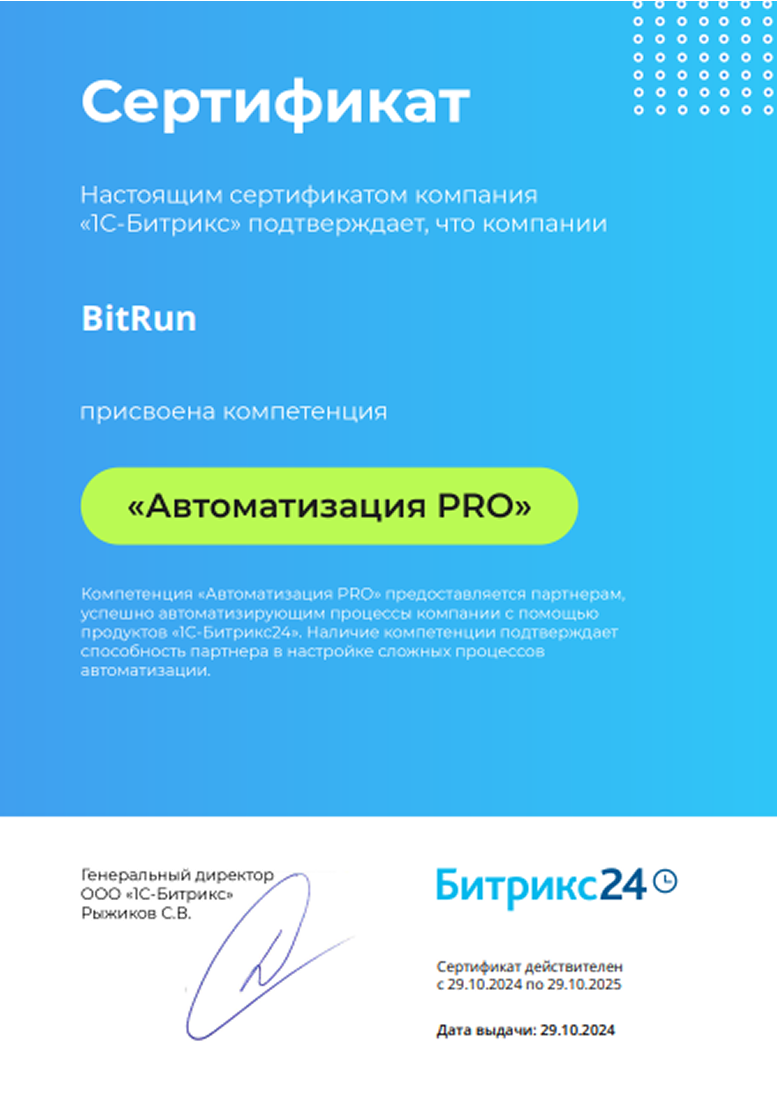 Сертификат
Настоящим сертификатом компания
«1С-Битрикс» подтверждает, что компании
BitRun
присвоена компетенция
«Автоматизация PRO»
Компетенция «Автоматизация PRO» предоставляется партнерам,
успешно автоматизирующим процессы компании с помощью
продуктов «1С-Битрикс24». Наличие компетенции подтверждает
способность партнера в настройке сложных процессов
автоматизации.
Генеральный директор
ООО «1С-Битрикс»
Рыжиков С.В.
Битрикс24
Сертификат действителен
с 29.10.2024 по 29.10.2025
Дата выдачи: 29.10.2024